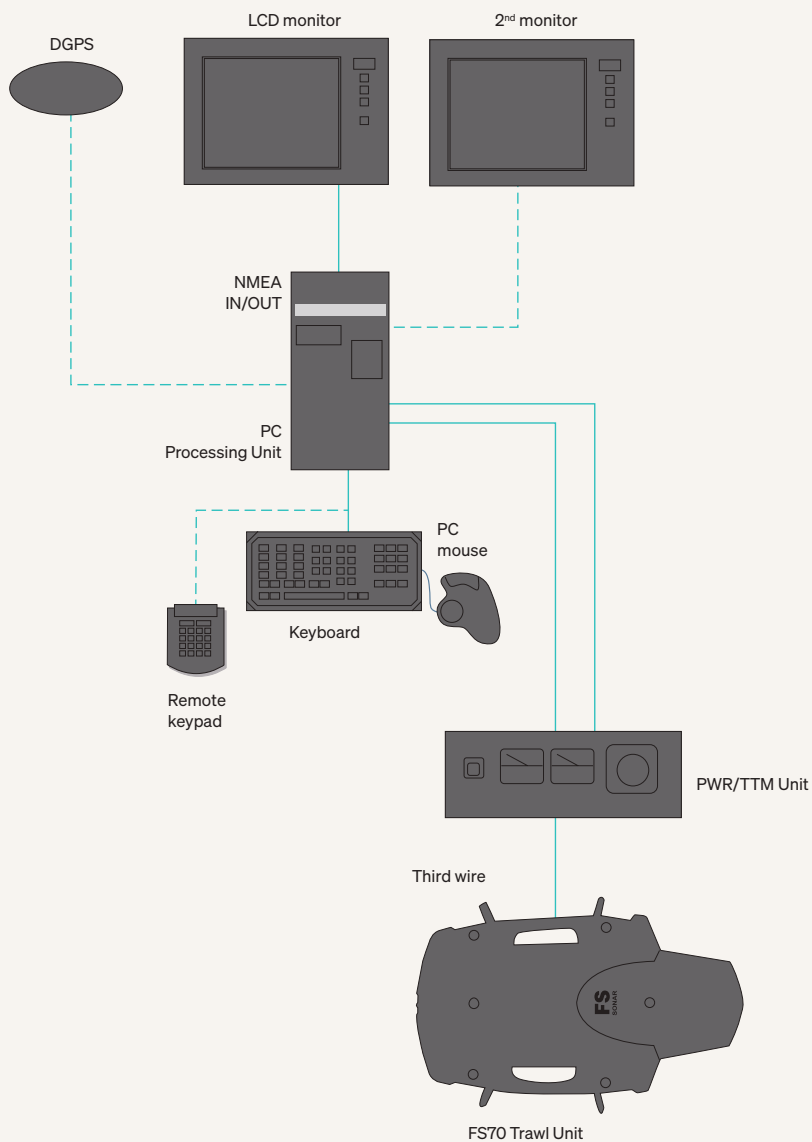 LCD monitor
2nd monitor
DGPS
NMEA
IN/OUT
PC
Processing Unit
PC
mouse
Keyboard
Remote
keypad
PWR/TTM Unit
Third wire
FS
SONAR
FS70 Trawl Unit